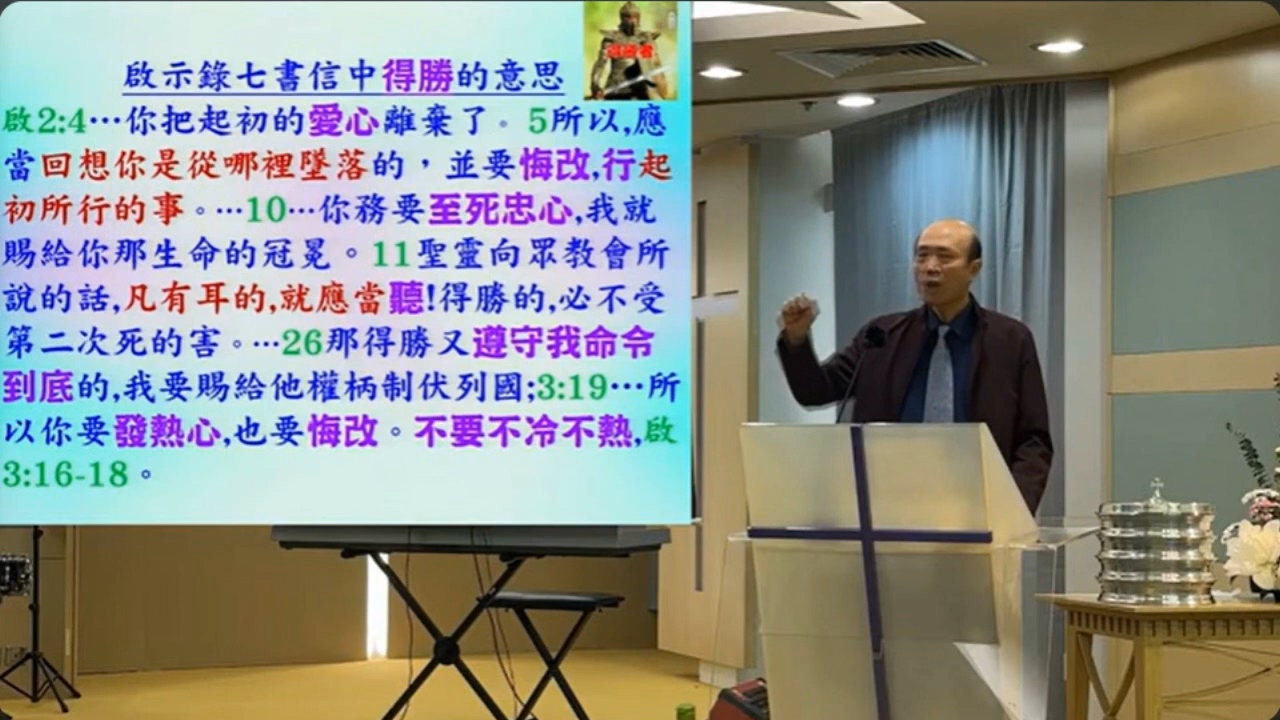 啟示錄七書信中得勝的意思
啟2:4…你把起初的愛心離棄了。5所以,應
當回想你是從哪裡墜落的，並要悔改,行起
初所行的事。…10…你務要至死忠心,我就
賜給你那生命的冠冕。11聖靈向眾教會所
說的話,凡有耳的,就應當聽!得勝的,必不受
第二次死的害。…26那得勝又遵守我命令
到底的,我要賜給他權柄制伏列國;3:19…所
以你要發熱心,也要悔改。不要不冷不熱,啟
3:16-18。